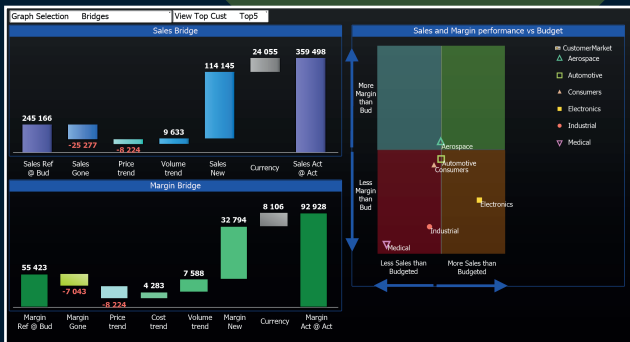 Graph Selection Bridges View Top Cust Top5
Sales Bridge
245 166
-25 277
-8 224
9 633
114 145
24 055
359 498
Sales Ref @ Bud
Sales Gone
Price trend
Volume trend
Sales New
Currency
Sales Act @ Act
Margin Bridge
55 423
-7 043
-8 224
4 283
7 588
32 794
8 106
92 928
Margin Ref @ Bud
Margin Gone
Price trend
Cost trend
Volume trend
Margin New
Currency
Margin Act @ Act
Sales and Margin performance vs Budget
More Margin than Bud
Less Margin than Bud
Aerospace
Automotive
Consumers
Electronics
Industrial
Medical
Less Sales than Budgeted
More Sales than Budgeted
CustomerMarket
Aerospace
Automotive
Consumers
Electronics
Industrial
Medical